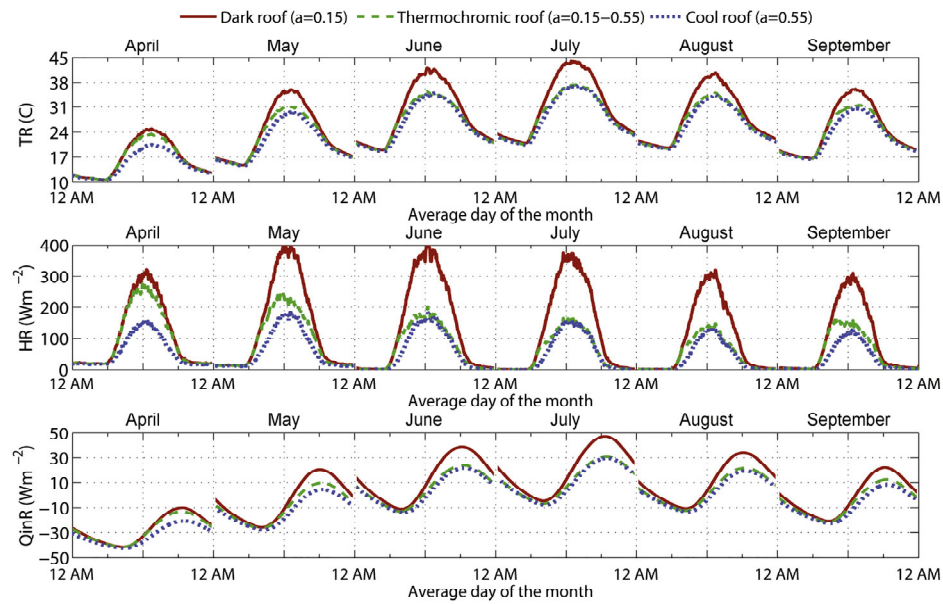 Dark roof (a=0.15) Thermochromic roof (a=0.15−0.55) Cool roof (a=0.55)
April May June July August September
TR (C)
45
38
31
24
17
10
12 AM 12 AM 12 AM 12 AM 12 AM 12 AM 12 AM
Average day of the month
April May June July August September
HR (Wm −2)
400
300
200
100
0
12 AM 12 AM 12 AM 12 AM 12 AM 12 AM 12 AM
Average day of the month
April May June July August September
QinR (Wm −2)
50
30
10
−10
−30
−50
12 AM 12 AM 12 AM 12 AM 12 AM 12 AM 12 AM
Average day of the month